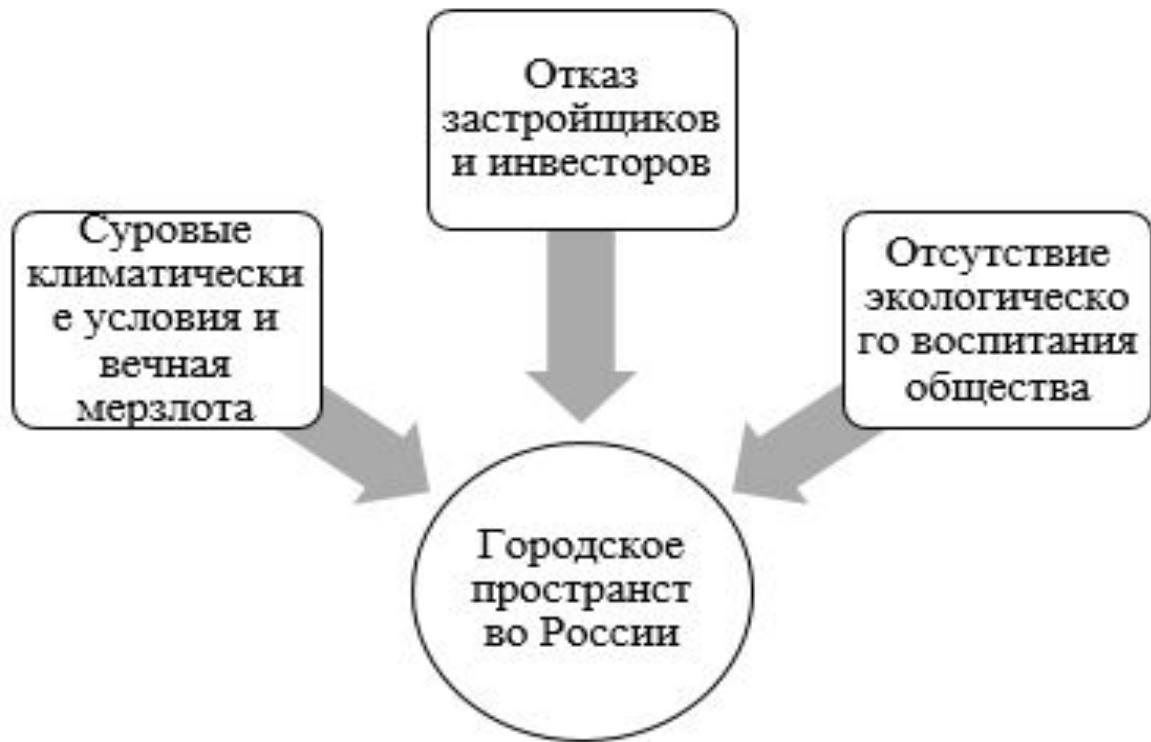 Отказ
застройщиков
и инвесторов
Суровые
климатически
е условия и
вечная
мерзлота
Отсутствие
экологическо
го воспитания
общества
Городское
пространст
во России